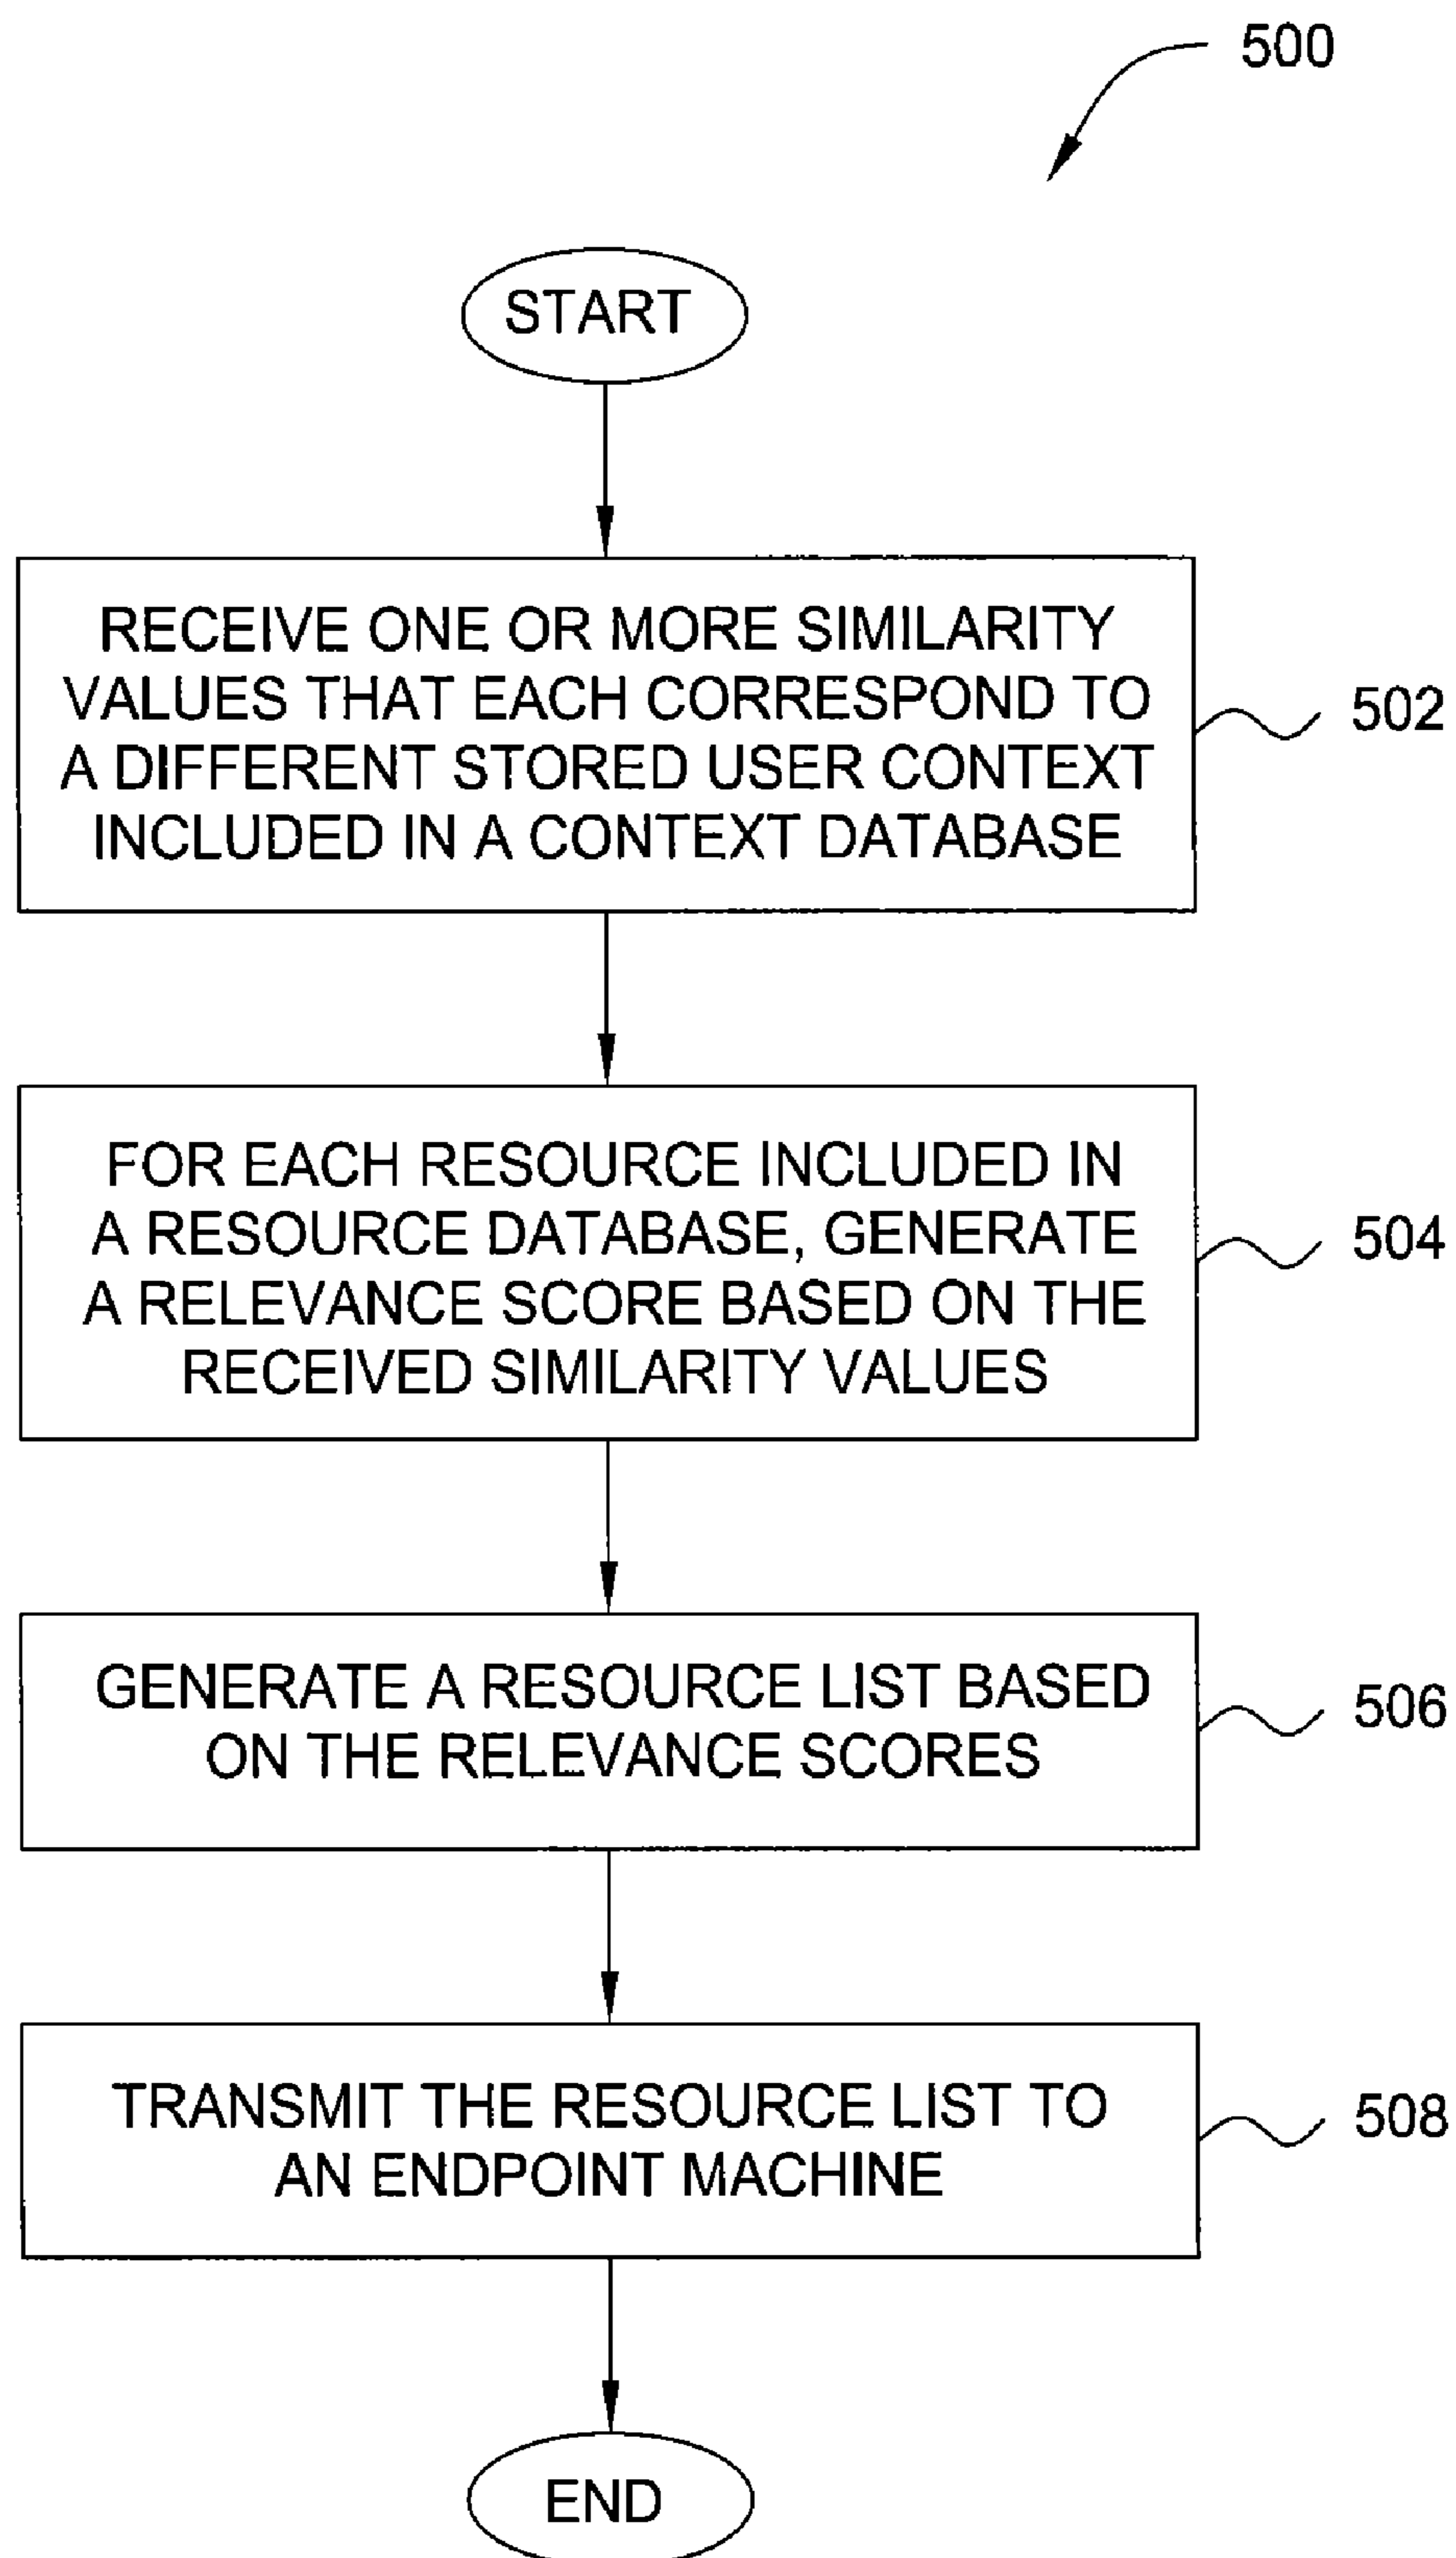 500
START
RECEIVE ONE OR MORE SIMILARITY
VALUES THAT EACH CORRESPOND TO
A DIFFERENT STORED USER CONTEXT
INCLUDED IN A CONTEXT DATABASE
502
FOR EACH RESOURCE INCLUDED IN
A RESOURCE DATABASE, GENERATE
A RELEVANCE SCORE BASED ON THE
RECEIVED SIMILARITY VALUES
504
GENERATE A RESOURCE LIST BASED
ON THE RELEVANCE SCORES
506
TRANSMIT THE RESOURCE LIST TO
AN ENDPOINT MACHINE
508
END